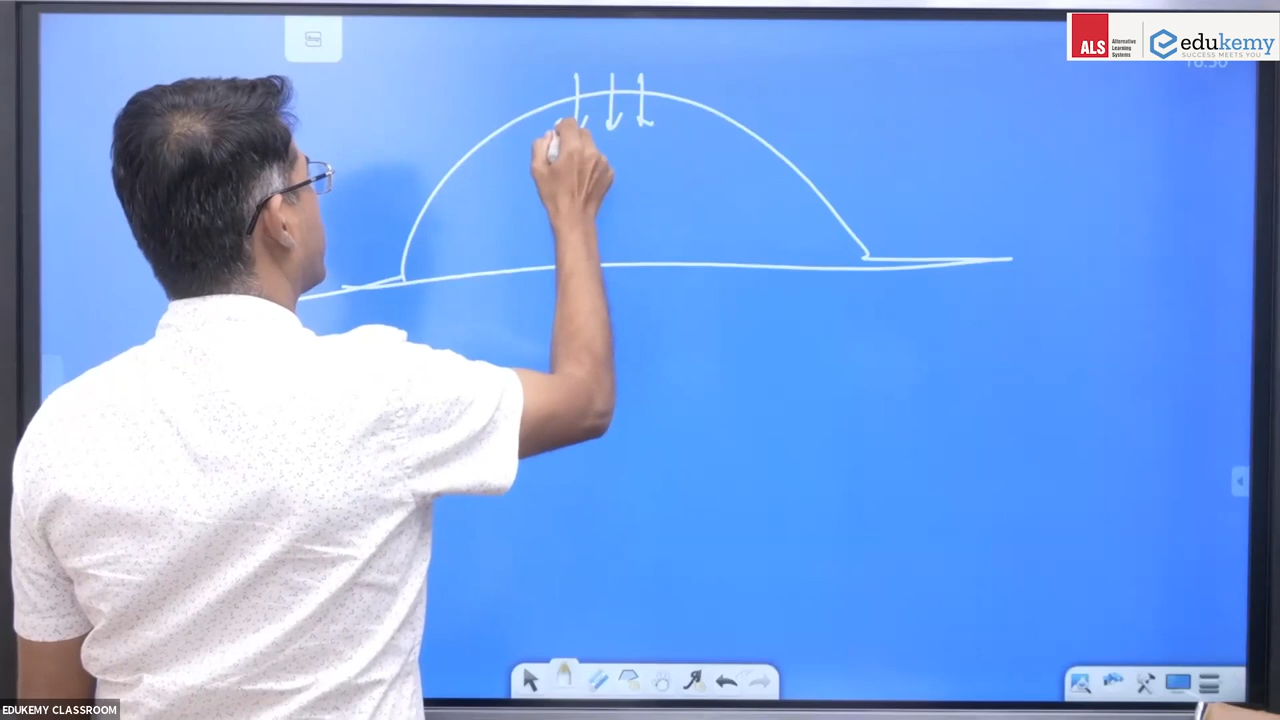 ALS
Alternative
Learning
Systems
edukemy
SUCCESS MEETS YOU
EDUKEMY CLASSROOM